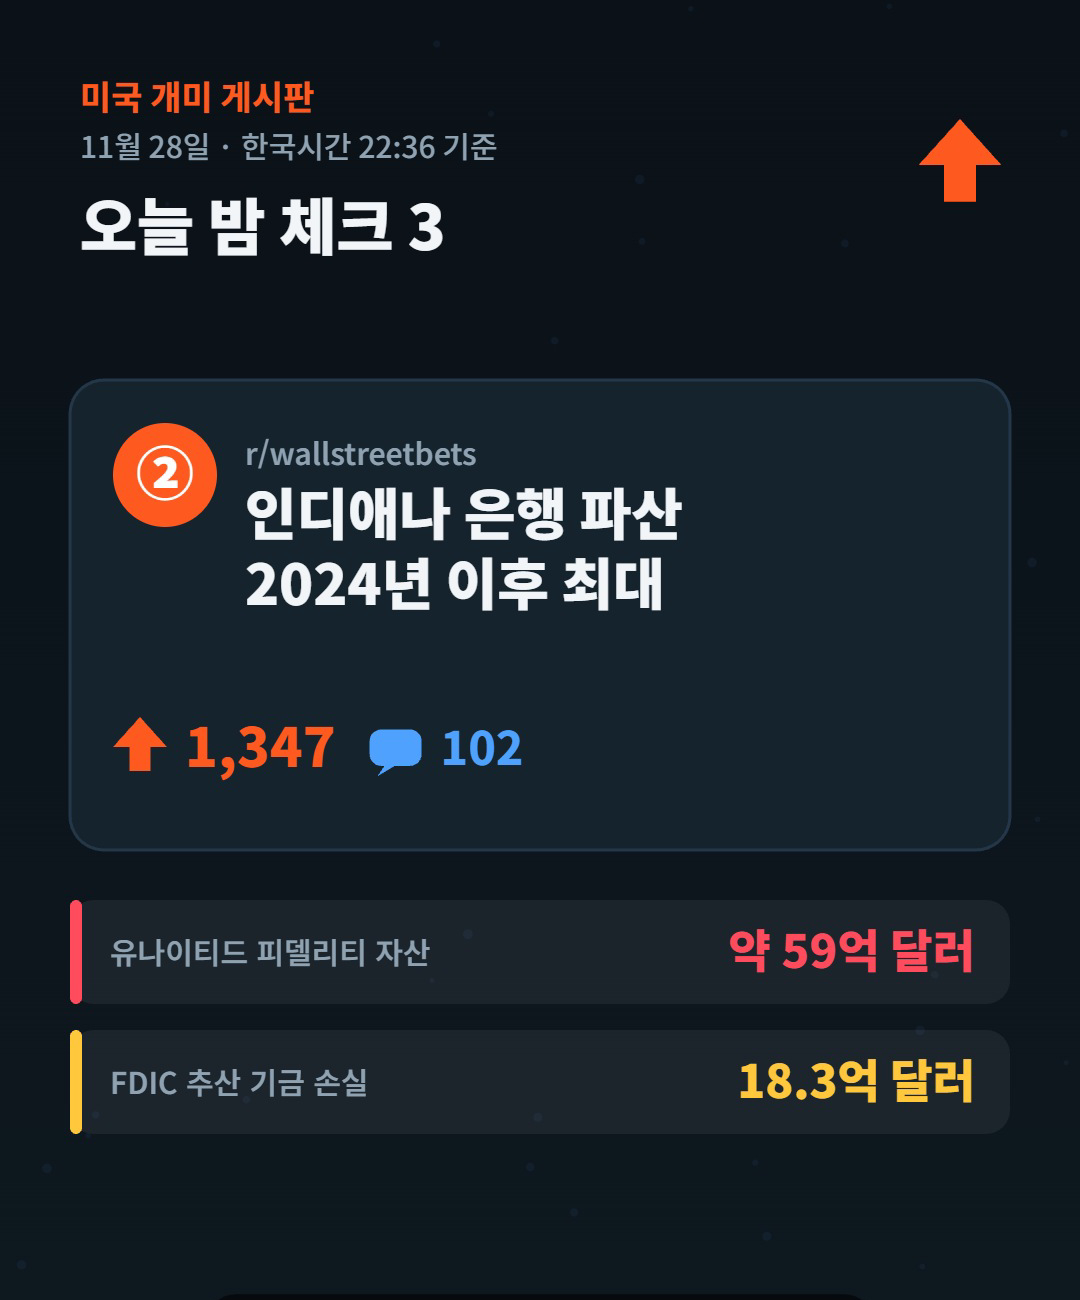 미국 개미 게시판
11월 28일 · 한국시간 22:36 기준
오늘 밤 체크 3
②
r/wallstreetbets
인디애나 은행 파산
2024년 이후 최대
1,347 102
유나이티드 피델리티 자산 약 59억 달러
FDIC 추산 기금 손실 18.3억 달러